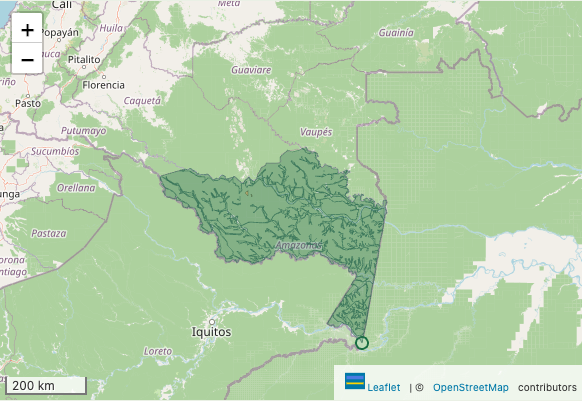 Cali
Meta
+
Popayán
Huila
Guainía
−
Pitalito
Guaviare
Florencia
Caquetá
Pasto
Putumayo
Vaupés
Sucumbíos
Orellana
Pastaza
Amazonas
Iquitos
Loreto
200 km
Leaflet | © OpenStreetMap contributors